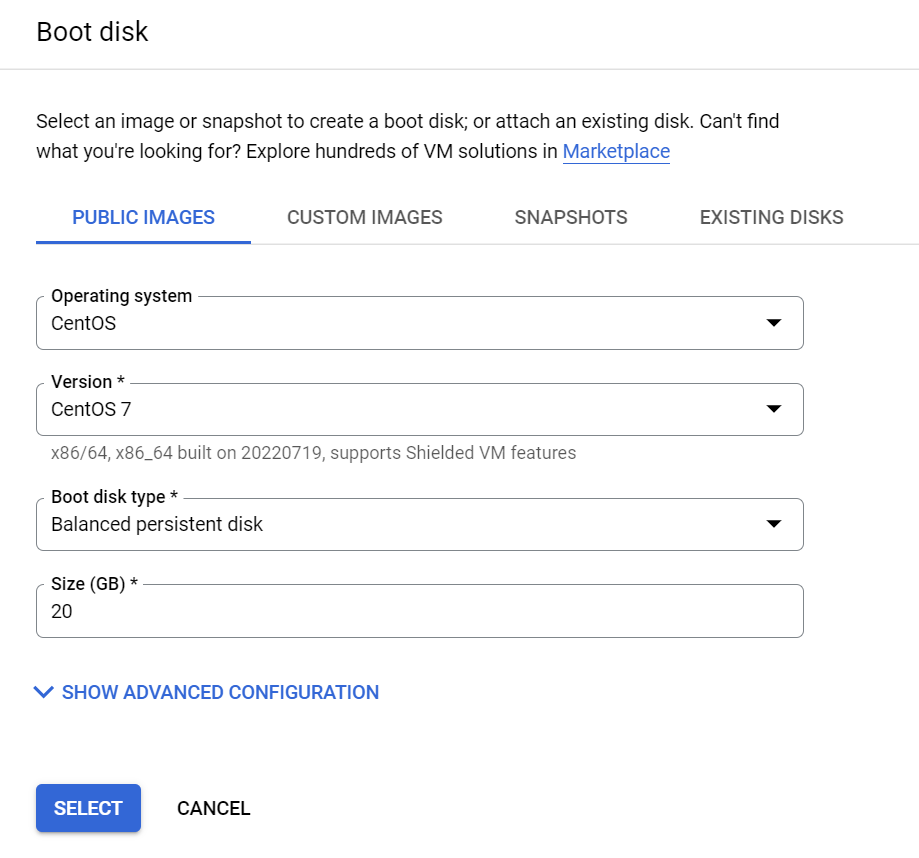 Boot disk
Select an image or snapshot to create a boot disk; or attach an existing disk. Can't find
what you're looking for? Explore hundreds of VM solutions in Marketplace
PUBLIC IMAGES CUSTOM IMAGES SNAPSHOTS EXISTING DISKS
Operating system
CentOS
Version *
CentOS 7
x86/64, x86_64 built on 20220719, supports Shielded VM features
Boot disk type *
Balanced persistent disk
Size (GB) *
20
SHOW ADVANCED CONFIGURATION
SELECT CANCEL